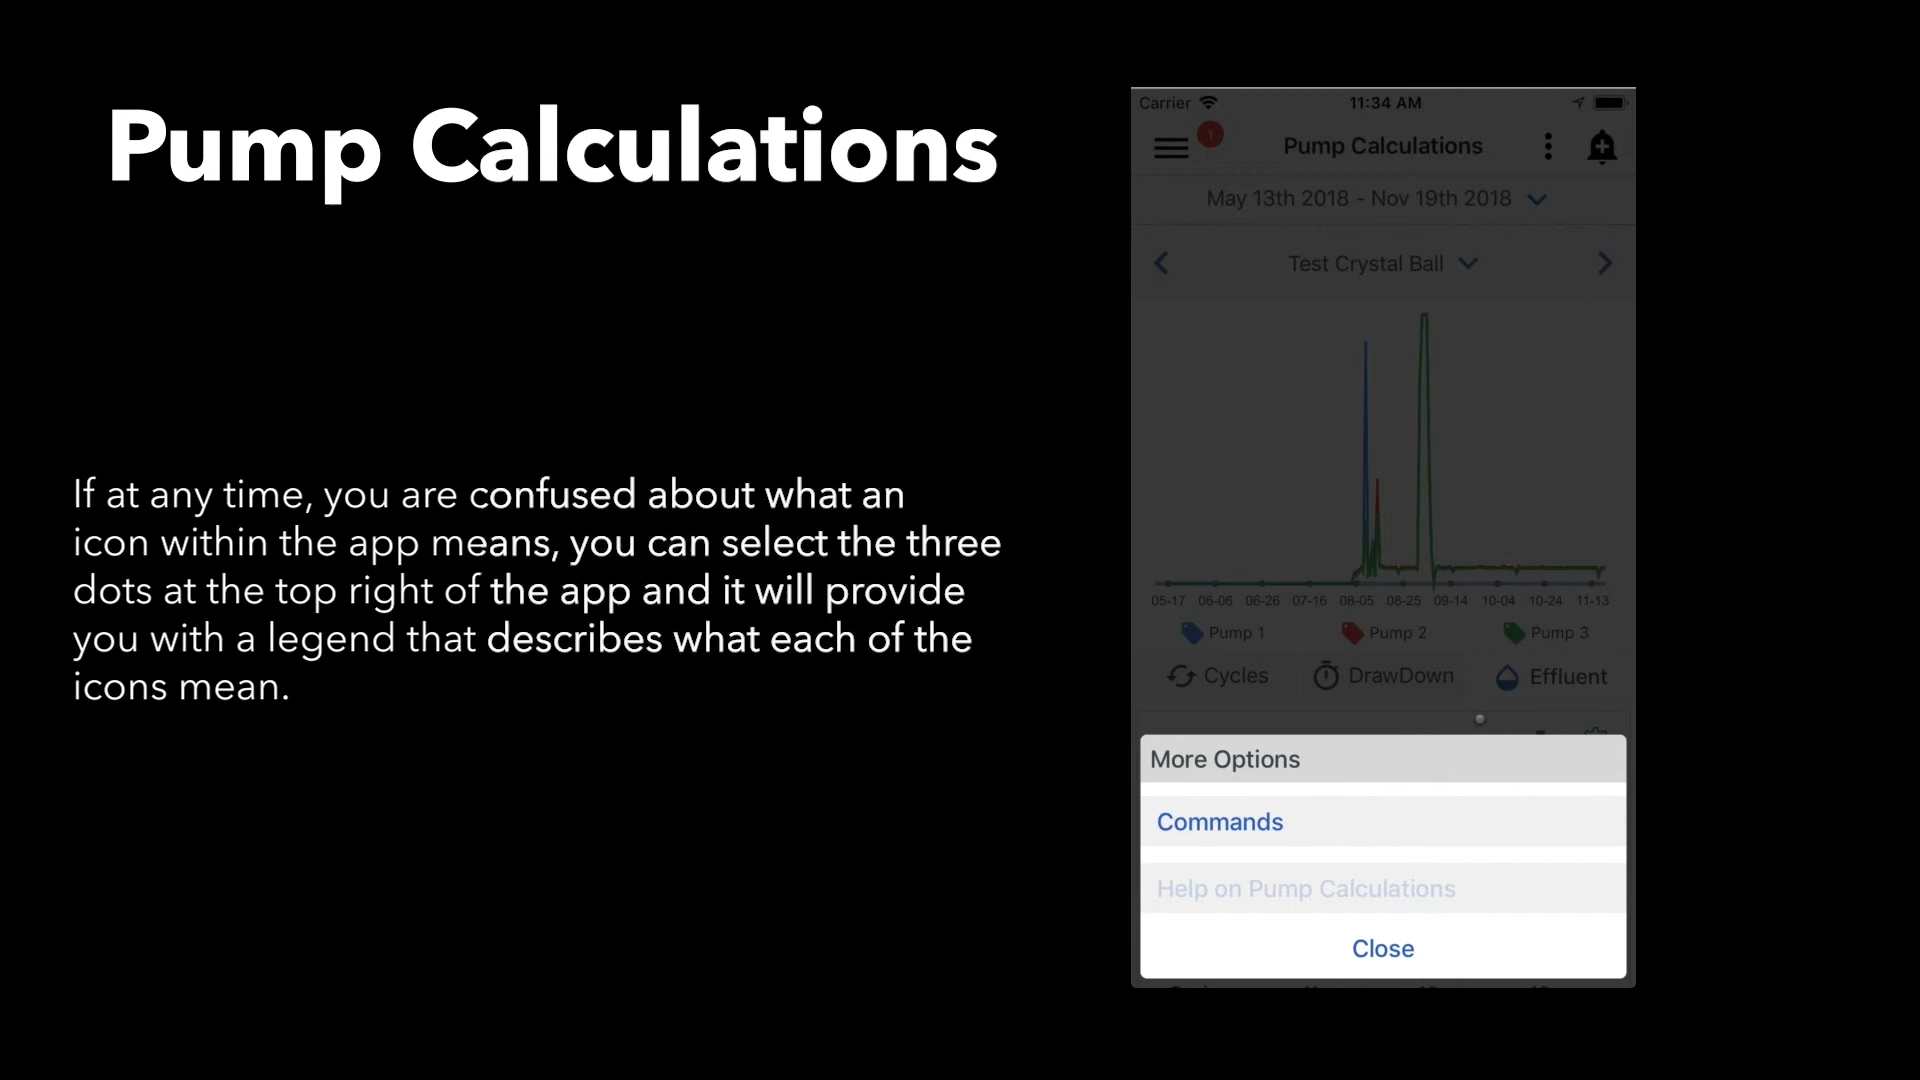 Pump Calculations
If at any time, you are confused about what an
icon within the app means, you can select the three
dots at the top right of the app and it will provide
you with a legend that describes what each of the
icons mean.
Carrier 11:34 AM
1
Pump Calculations
May 13th 2018 - Nov 19th 2018
Test Crystal Ball
05-17 06-06 06-26 07-16 08-05 08-25 09-14 10-04 10-24 11-13
Pump 1 Pump 2 Pump 3
Cycles DrawDown Effluent
More Options
Commands
Help on Pump Calculations
Close